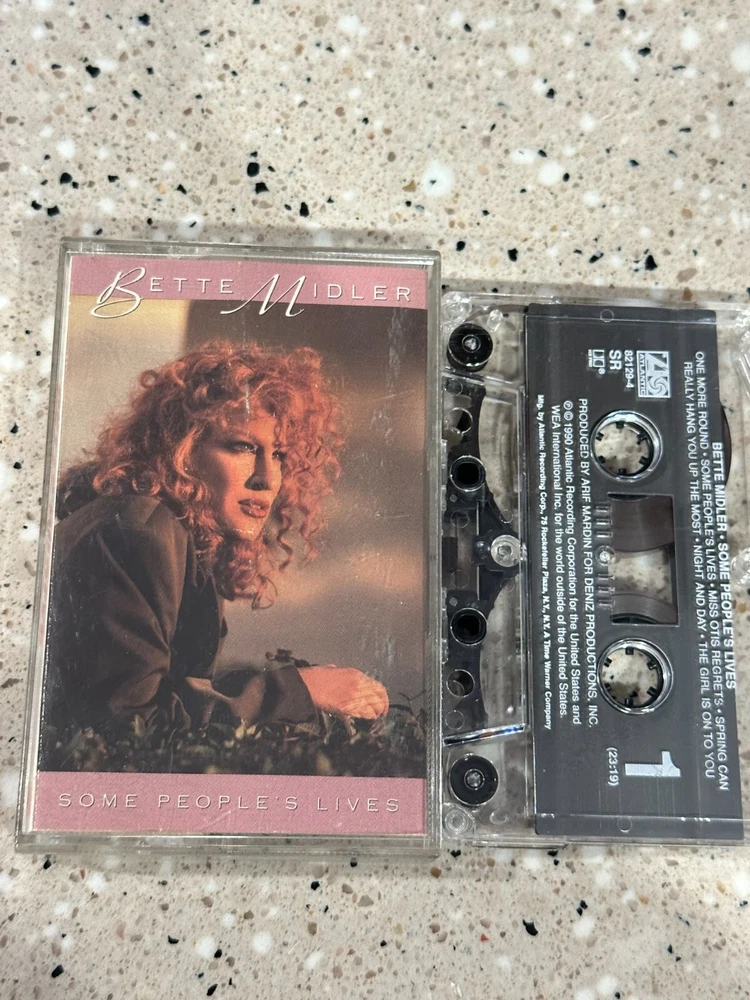 BETTE MIDLER
SOME PEOPLE'S LIVES
BETTE MIDLER • SOME PEOPLE'S LIVES
ONE MORE ROUND • SOME PEOPLE'S LIVES • MISS OTIS REGRETS • SPRING CAN
REALLY HANG YOU UP THE MOST • NIGHT AND DAY • THE GIRL IS ON TO YOU
ATLANTIC
82129-4
SR
1
(23:19)
PRODUCED BY ARIF MARDIN FOR DENIZ PRODUCTIONS, INC.
℗© 1990 Atlantic Recording Corporation for the United States and
WEA International Inc. for the world outside of the United States.
Mfg. by Atlantic Recording Corp., 75 Rockefeller Plaza, N.Y., N.Y. A Time Warner Company